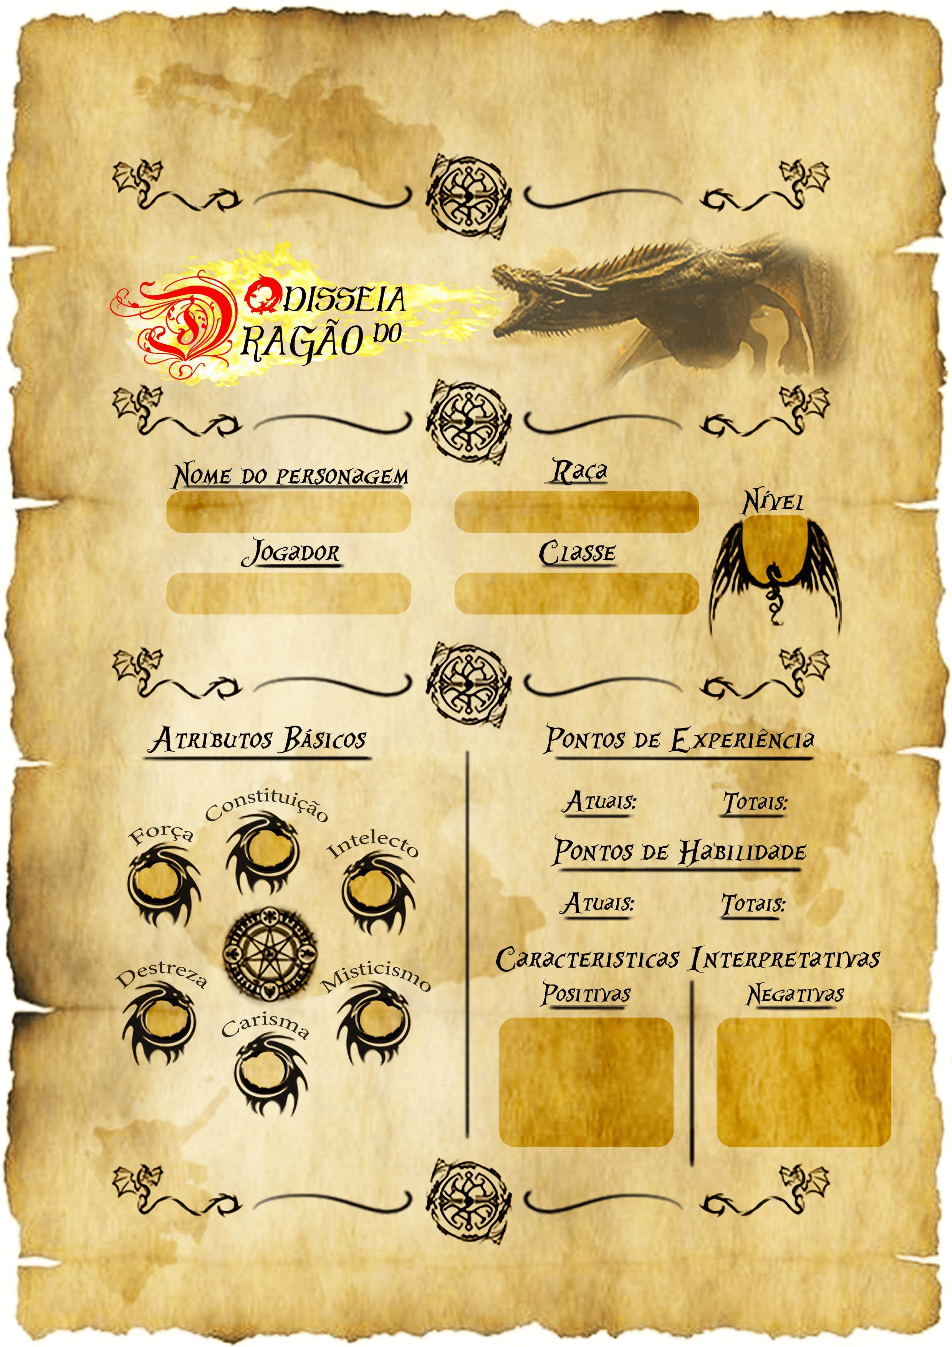 Odisseia
Dragão do
Nome do personagem
Raça
Nível
Jogador
Classe
Atributos Básicos
Pontos de Experiência
Constituição
Força
Intelecto
Atuais:
Totais:
Pontos de Habilidade
Atuais:
Totais:
Destreza
Misticismo
Carisma
Caracteristicas Interpretativas
Positivas
Negativas